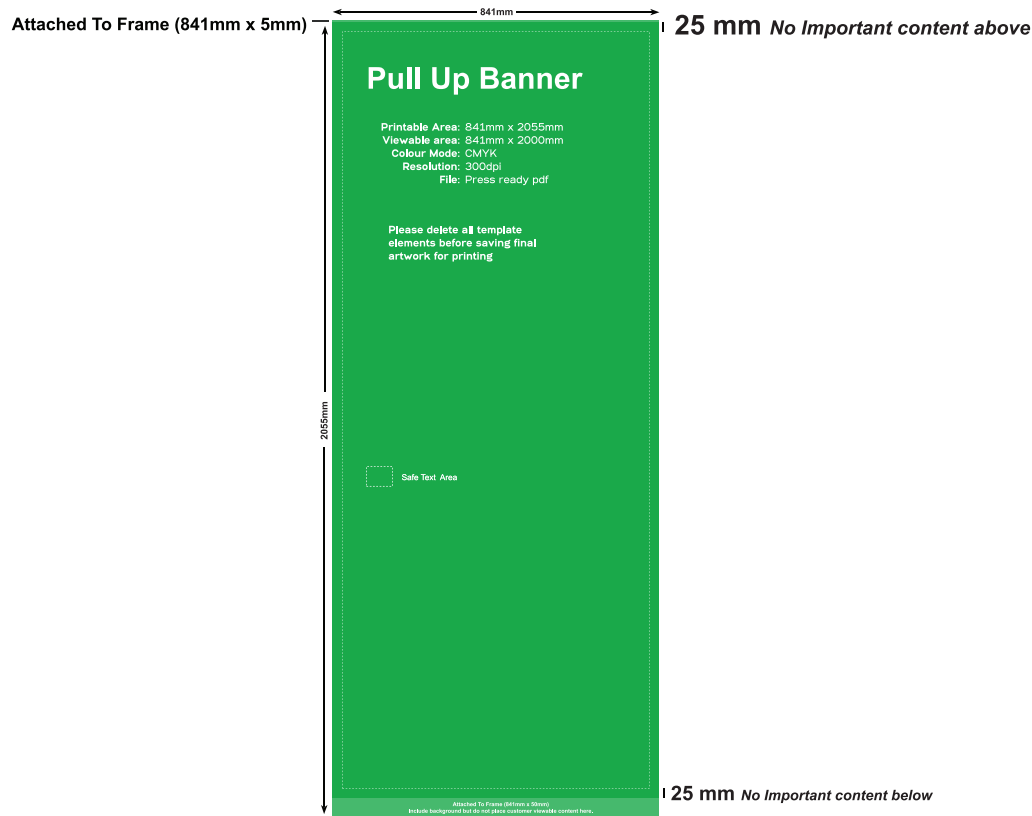 841mm
Attached To Frame (841mm x 5mm)
25 mm No Important content above
Pull Up Banner
Printable Area: 841mm x 2055mm
Viewable area: 841mm x 2000mm
Colour Mode: CMYK
Resolution: 300dpi
File: Press ready pdf
Please delete all template
elements before saving final
artwork for printing
2055mm
Safe Text Area
25 mm No Important content below
Attached To Frame (841mm x 50mm)
Include background but do not place customer viewable content here.